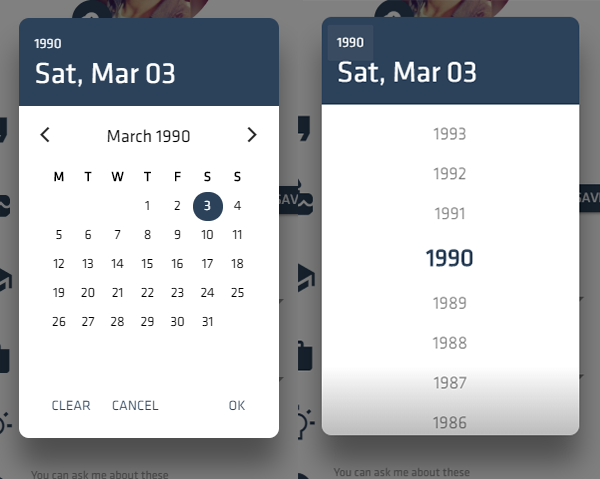 1990
Sat, Mar 03
March 1990
M T W T F S S
1 2 3 4
5 6 7 8 9 10 11
12 13 14 15 16 17 18
19 20 21 22 23 24 25
26 27 28 29 30 31
CLEAR CANCEL OK
You can ask me about these
1990
Sat, Mar 03
1993
1992
1991
1990
1989
1988
1987
1986
You can ask me about these